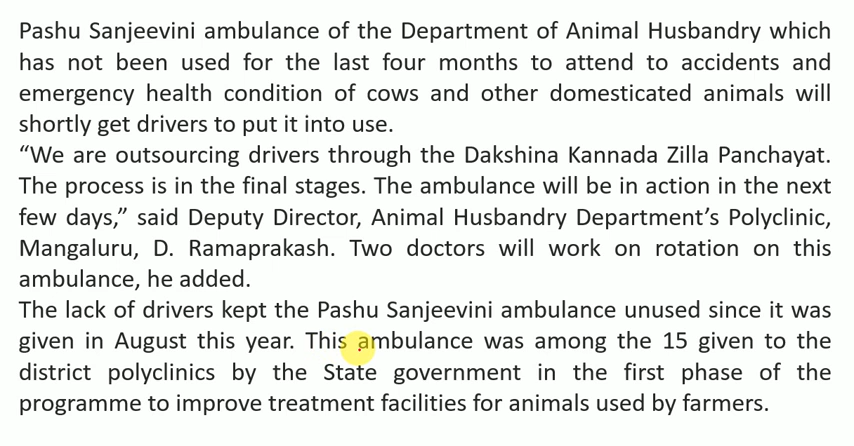 Pashu Sanjeevini ambulance of the Department of Animal Husbandry which
has not been used for the last four months to attend to accidents and
emergency health condition of cows and other domesticated animals will
shortly get drivers to put it into use.
“We are outsourcing drivers through the Dakshina Kannada Zilla Panchayat.
The process is in the final stages. The ambulance will be in action in the next
few days,” said Deputy Director, Animal Husbandry Department’s Polyclinic,
Mangaluru, D. Ramaprakash. Two doctors will work on rotation on this
ambulance, he added.
The lack of drivers kept the Pashu Sanjeevini ambulance unused since it was
given in August this year. This ambulance was among the 15 given to the
district polyclinics by the State government in the first phase of the
programme to improve treatment facilities for animals used by farmers.